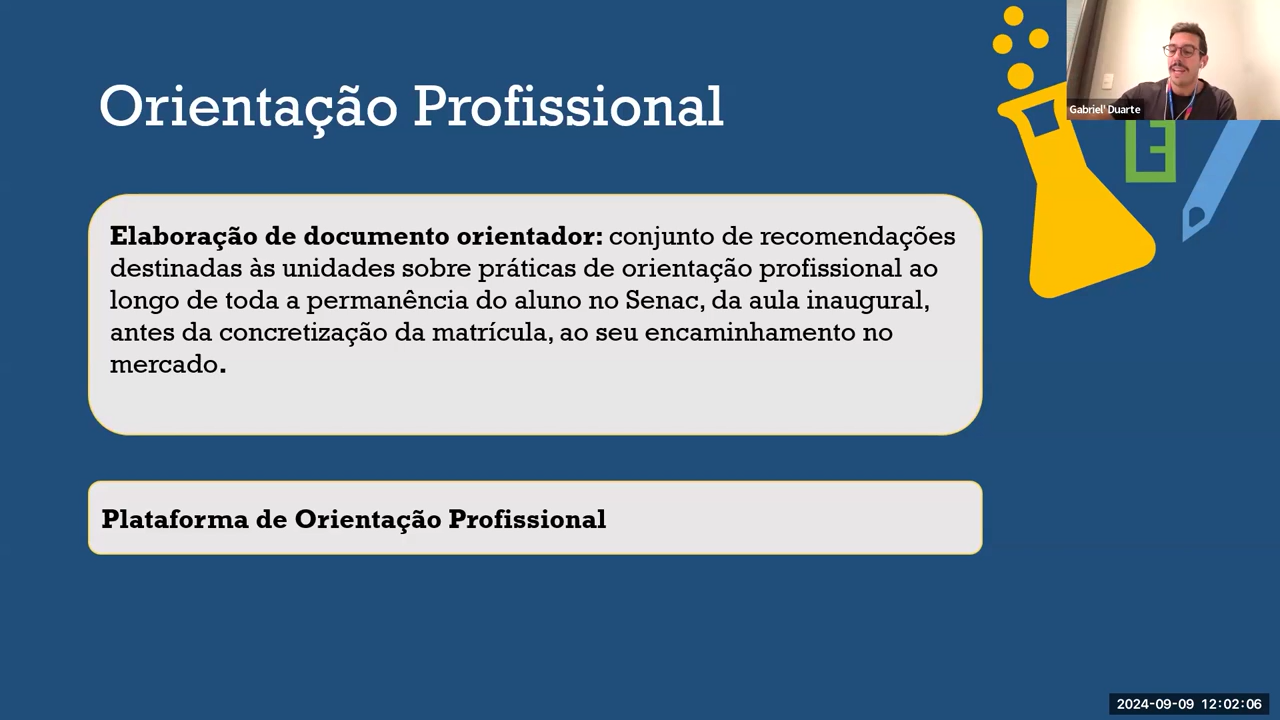 Orientação Profissional
Gabriel' Duarte
Elaboração de documento orientador: conjunto de recomendações
destinadas às unidades sobre práticas de orientação profissional ao
longo de toda a permanência do aluno no Senac, da aula inaugural,
antes da concretização da matrícula, ao seu encaminhamento no
mercado.
Plataforma de Orientação Profissional
2024-09-09 12:02:06